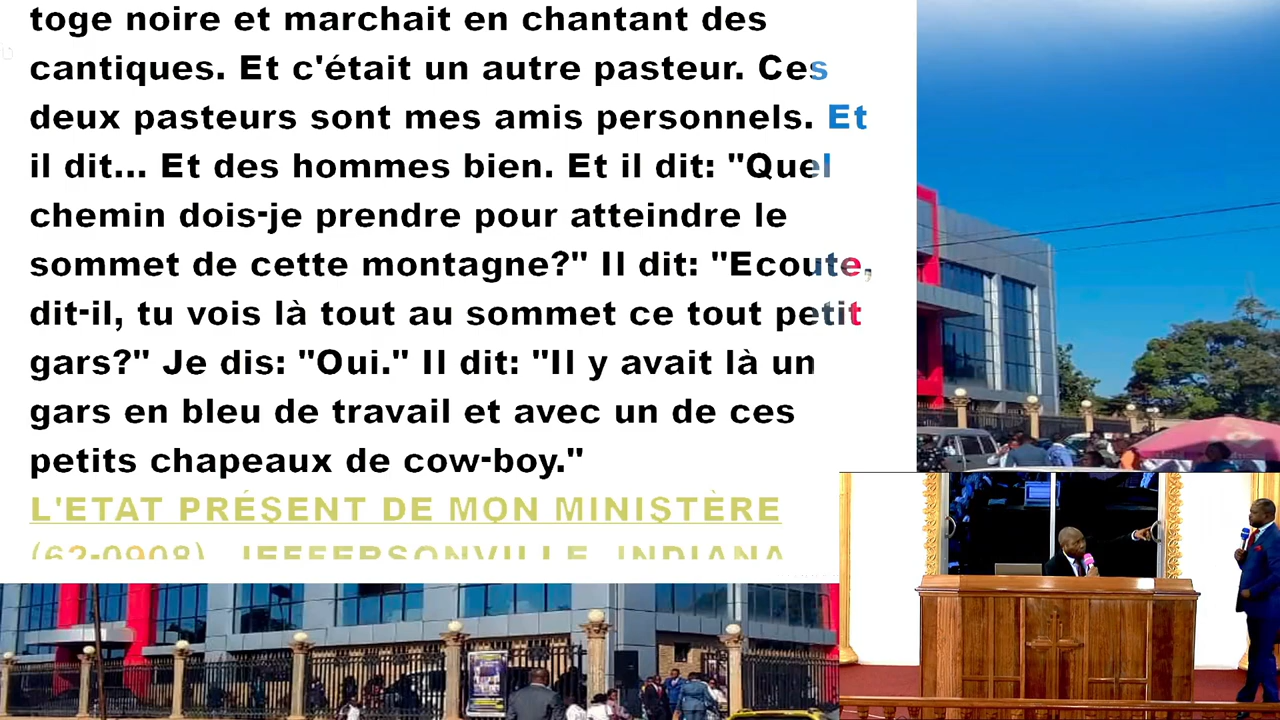 toge noire et marchait en chantant des
cantiques. Et c'était un autre pasteur. Ces
deux pasteurs sont mes amis personnels. Et
il dit... Et des hommes bien. Et il dit: "Quel
chemin dois-je prendre pour atteindre le
sommet de cette montagne?" Il dit: "Ecoute,
dit-il, tu vois là tout au sommet ce tout petit
gars?" Je dis: "Oui." Il dit: "Il y avait là un
gars en bleu de travail et avec un de ces
petits chapeaux de cow-boy."
L'ETAT PRÉSENT DE MON MINISTÈRE
(62-0908) JEFFERSONVILLE, INDIANA